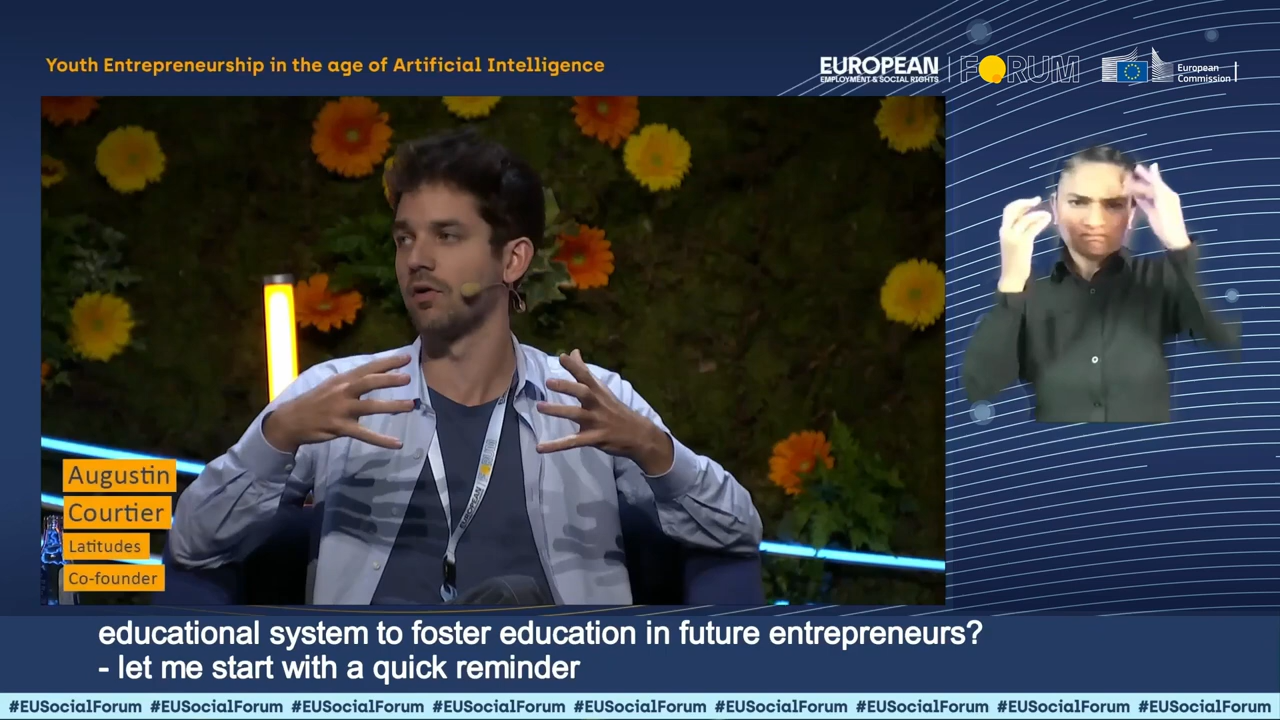 Youth Entrepreneurship in the age of Artificial Intelligence
EUROPEAN
EMPLOYMENT & SOCIAL RIGHTS
FORUM
European
Commission
Augustin
Courtier
Latitudes
Co-founder
EUROPEAN
educational system to foster education in future entrepreneurs?
- let me start with a quick reminder
#EUSocialForum #EUSocialForum #EUSocialForum #EUSocialForum #EUSocialForum #EUSocialForum #EUSocialForum #EUSocialForum #EUSocialForum